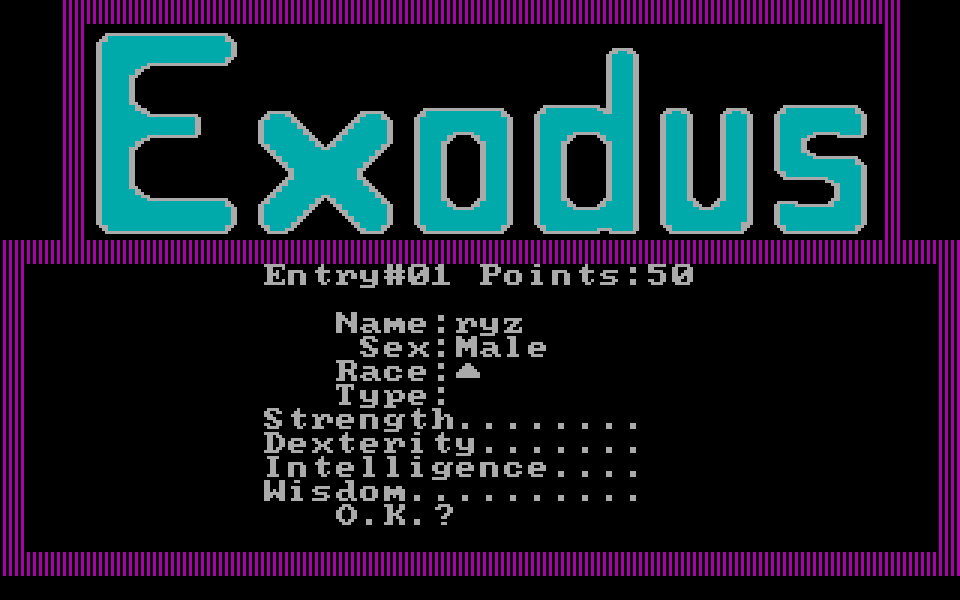 Exodus
Entry#01 Points:50
Name:ryz
Sex:Male
Race:
Type:
Strength........
Dexterity.......
Intelligence....
Wisdom..........
O.K.?